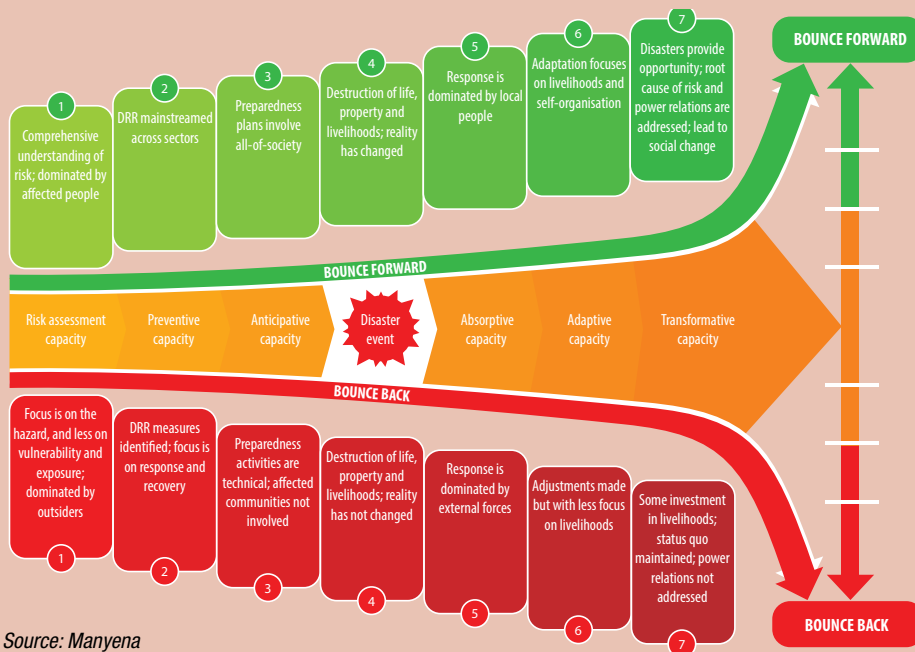 1
Comprehensive
understanding of
risk; dominated by
affected people
2
DRR mainstreamed
across sectors
3
Preparedness
plans involve
all-of-society
4
Destruction of life,
property and
livelihoods; reality
has changed
5
Response is
dominated by local
people
6
Adaptation focuses
on livelihoods and
self-organisation
7
Disasters provide
opportunity; root
cause of risk and
power relations are
addressed; lead to
social change
BOUNCE FORWARD
BOUNCE FORWARD
Risk assessment
capacity
Preventive
capacity
Anticipative
capacity
Disaster
event
Absorptive
capacity
Adaptive
capacity
Transformative
capacity
BOUNCE BACK
Focus is on the
hazard, and less on
vulnerability and
exposure;
dominated by
outsiders
1
DRR measures
identified; focus is
on response and
recovery
2
Preparedness
activities are
technical; affected
communities not
involved
3
Destruction of life,
property and
livelihoods; reality
has not changed
4
Response is
dominated by
external forces
5
Adjustments made
but with less focus
on livelihoods
6
Some investment
in livelihoods;
status quo
maintained; power
relations not
addressed
7
BOUNCE BACK
Source: Manyena